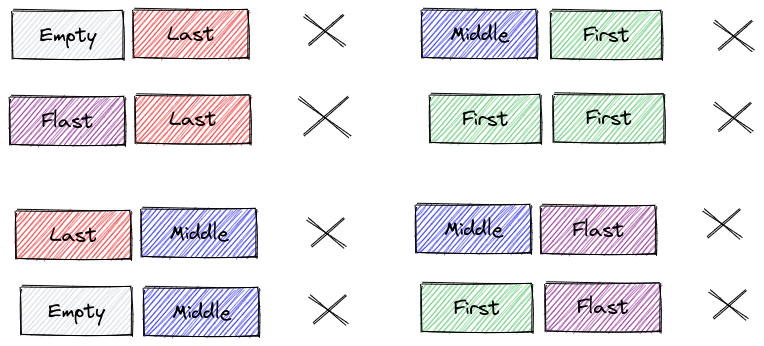 Empty Last
Middle First
Flast Last
First First
Last Middle
Middle Flast
Empty Middle
First Flast